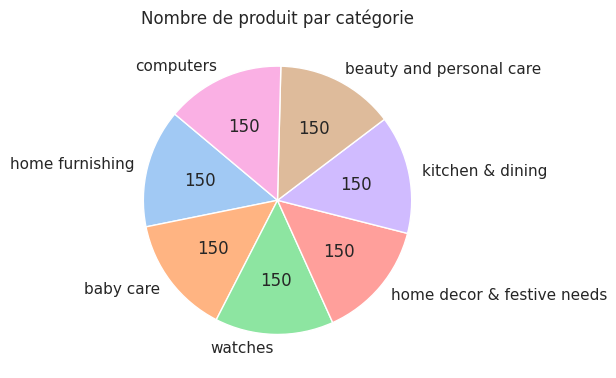 Nombre de produit par catégorie
computers
beauty and personal care
150
150
home furnishing
150
150
kitchen & dining
150
150
150
baby care
home decor & festive needs
watches